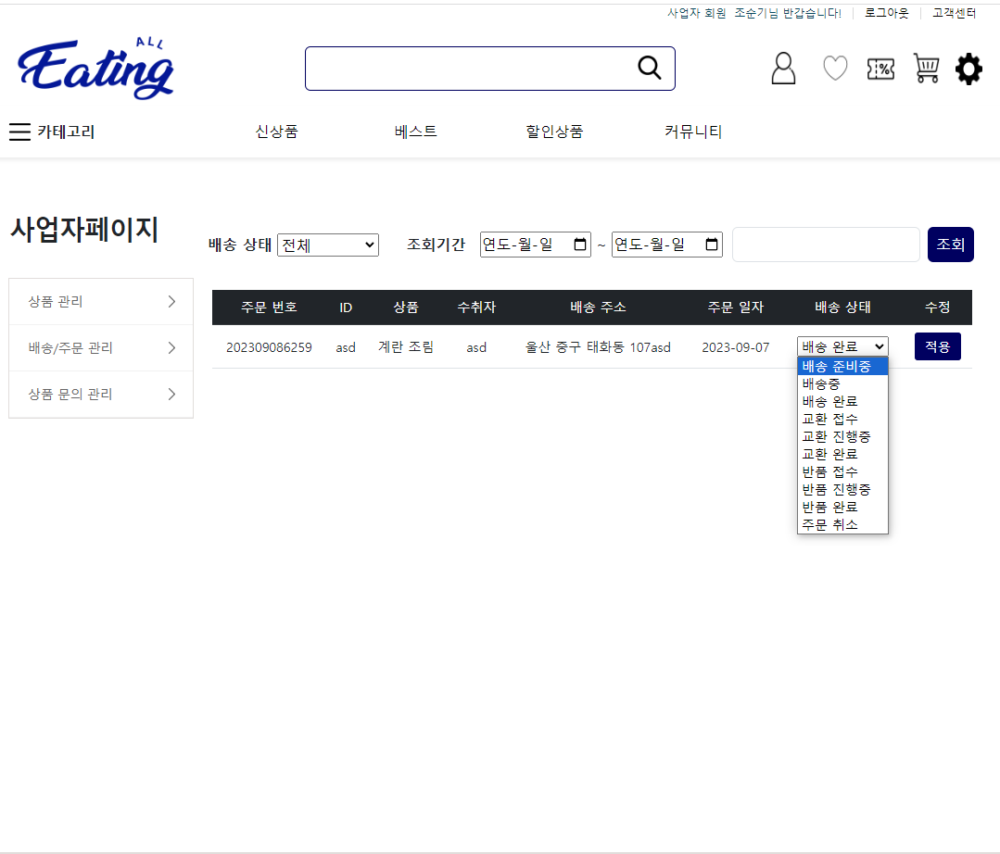 사업자 회원 조순기님 반갑습니다! 로그아웃 고객센터
ALL
Eating
%
카테고리 신상품 베스트 할인상품 커뮤니티
사업자페이지
배송 상태 전체 조회기간 연도-월-일 ~ 연도-월-일 조회
상품 관리
배송/주문 관리
상품 문의 관리
주문 번호 ID 상품 수취자 배송 주소 주문 일자 배송 상태 수정
202309086259 asd 계란 조림 asd 울산 중구 태화동 107asd 2023-09-07 배송 완료 적용
배송 준비중
배송중
배송 완료
교환 접수
교환 진행중
교환 완료
반품 접수
반품 진행중
반품 완료
주문 취소